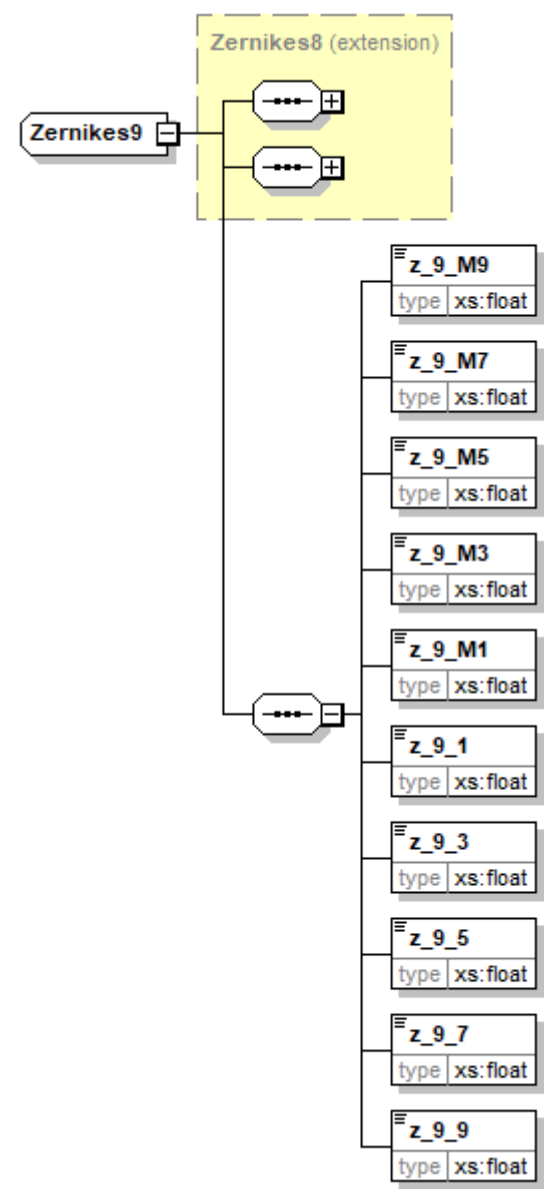 Zernikes8 (extension)
Zernikes9
z_9_M9
type xs:float
z_9_M7
type xs:float
z_9_M5
type xs:float
z_9_M3
type xs:float
z_9_M1
type xs:float
z_9_1
type xs:float
z_9_3
type xs:float
z_9_5
type xs:float
z_9_7
type xs:float
z_9_9
type xs:float